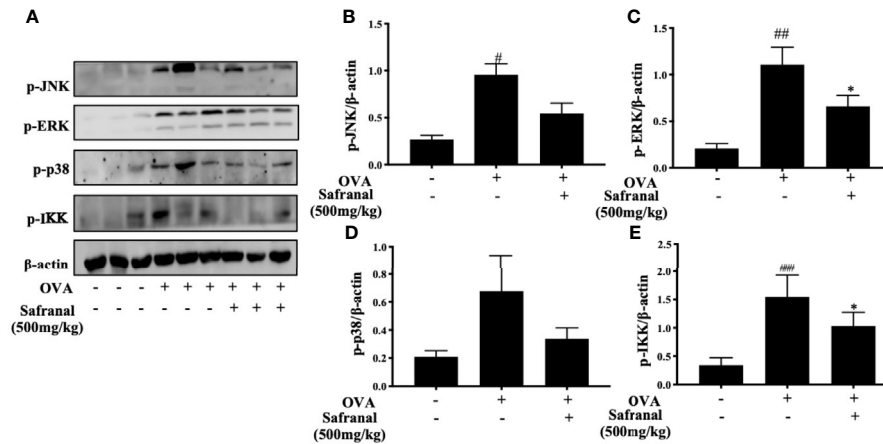 A
p-JNK
p-ERK
p-p38
p-IKK
β-actin
OVA - - - + + + + + +
Safranal - - - - - - + + +
(500mg/kg)
B
p-JNK/β-actin
1.5
1.0
0.5
0.0
#
OVA - + +
Safranal - - +
(500mg/kg)
C
p-ERK/β-actin
1.5
1.0
0.5
0.0
##
*
OVA - + +
Safranal - - +
(500mg/kg)
D
p-p38/β-actin
1.0
0.8
0.6
0.4
0.2
0.0
OVA - + +
Safranal - - +
(500mg/kg)
E
p-IKK/β-actin
2.5
2.0
1.5
1.0
0.5
0.0
###
*
OVA - + +
Safranal - - +
(500mg/kg)